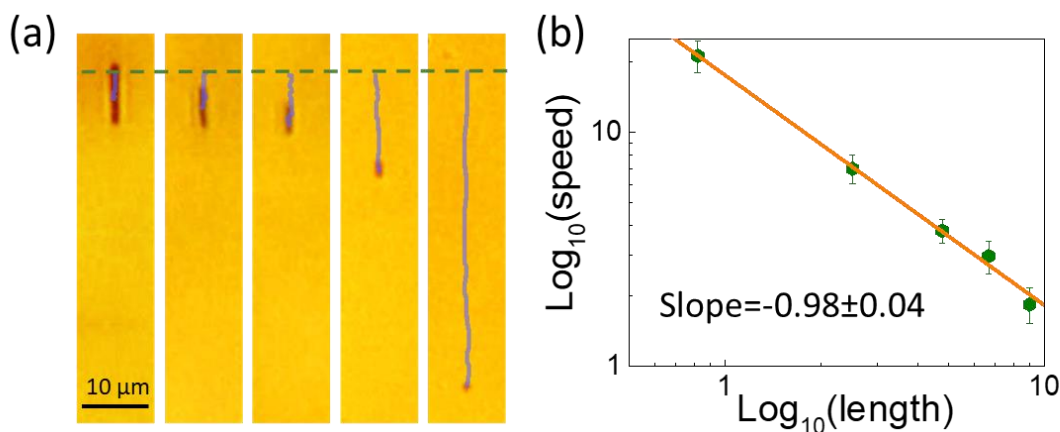 (a)
10 μm
(b)
Log10(speed)
10
1
Slope=-0.98±0.04
1
10
Log10(length)